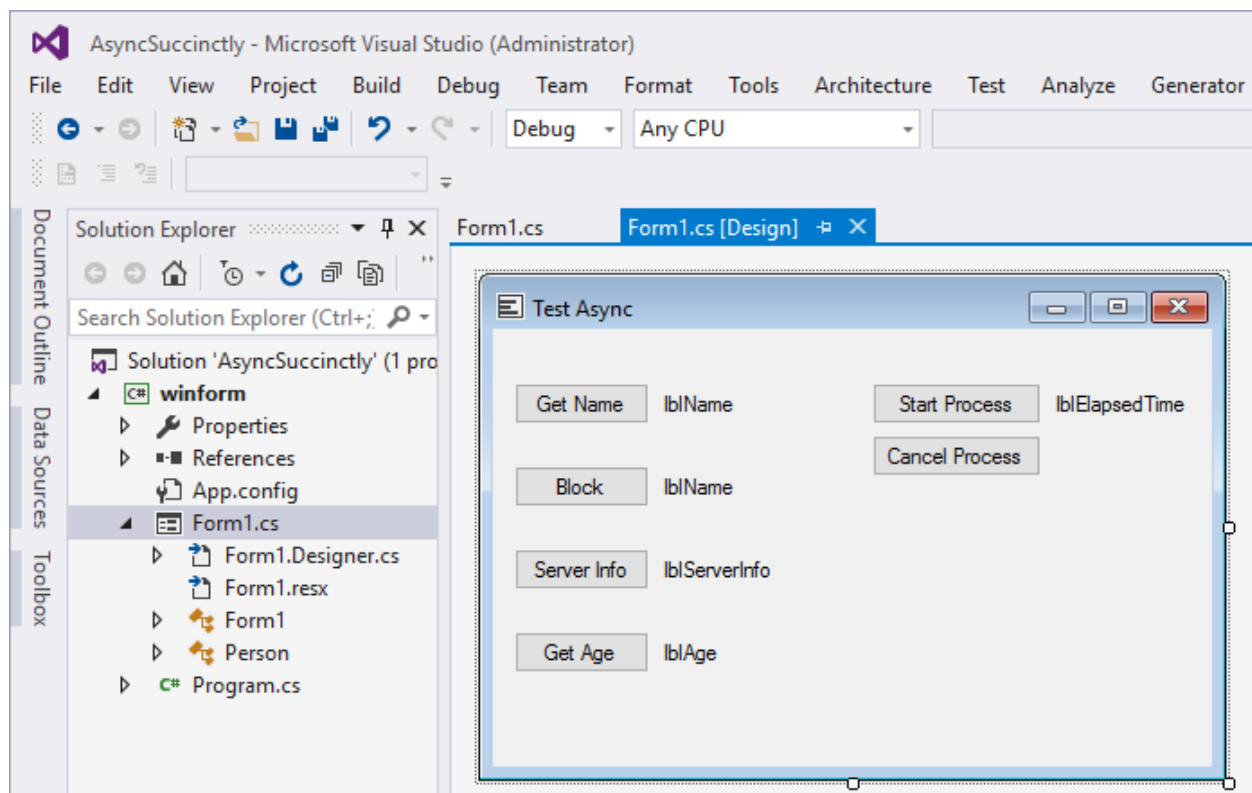 AsyncSuccinctly - Microsoft Visual Studio (Administrator)
File Edit View Project Build Debug Team Format Tools Architecture Test Analyze Generator
Debug Any CPU
Document Outline
Data Sources
Toolbox
Solution Explorer
Search Solution Explorer (Ctrl+;
Solution 'AsyncSuccinctly' (1 pro
C# winform
Properties
References
App.config
Form1.cs
Form1.Designer.cs
Form1.resx
Form1
Person
C# Program.cs
Form1.cs Form1.cs [Design]
Test Async
Get Name lblName Start Process lblElapsedTime
Cancel Process
Block lblName
Server Info lblServerInfo
Get Age lblAge